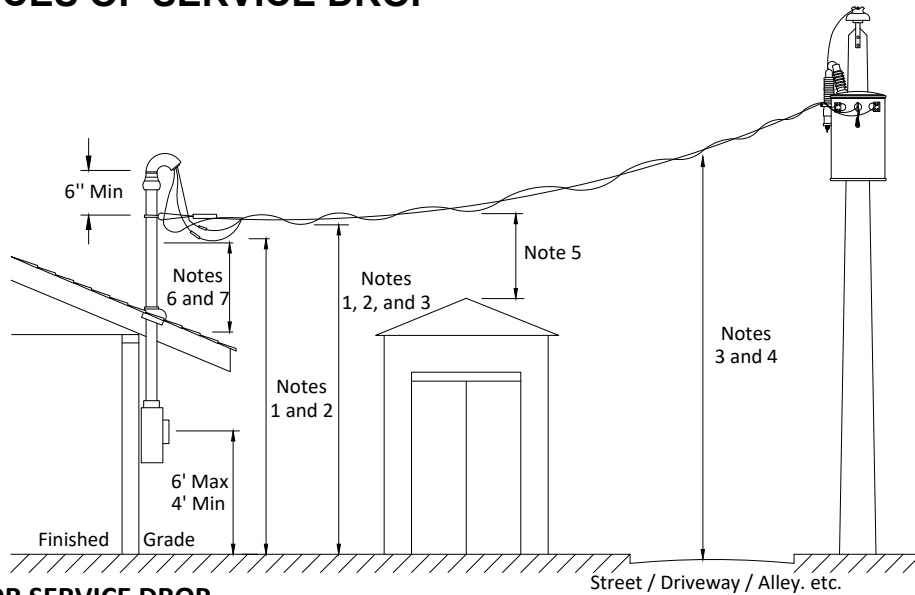 6'' Min
Notes
6 and 7
Notes
1, 2, and 3
Note 5
Notes
3 and 4
Notes
1 and 2
6' Max
4' Min
Finished Grade
Street / Driveway / Alley. etc.